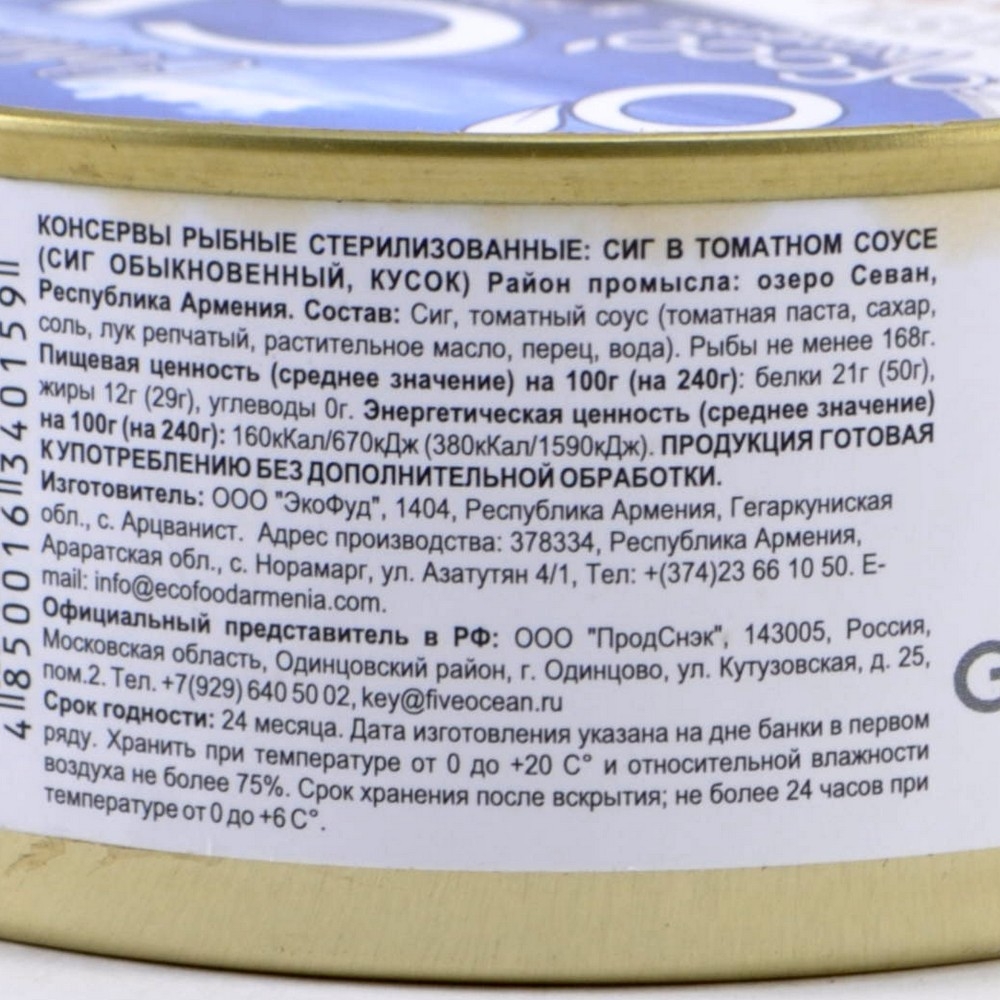 КОНСЕРВЫ РЫБНЫЕ СТЕРИЛИЗОВАННЫЕ: СИГ В ТОМАТНОМ СОУСЕ
(СИГ ОБЫКНОВЕННЫЙ, КУСОК) Район промысла: озеро Севан,
Республика Армения. Состав: Сиг, томатный соус (томатная паста, сахар,
соль, лук репчатый, растительное масло, перец, вода). Рыбы не менее 168г.
Пищевая ценность (среднее значение) на 100г (на 240г): белки 21г (50г),
жиры 12г (29г), углеводы 0г. Энергетическая ценность (среднее значение)
на 100г (на 240г): 160кКал/670кДж (380кКал/1590кДж). ПРОДУКЦИЯ ГОТОВАЯ
К УПОТРЕБЛЕНИЮ БЕЗ ДОПОЛНИТЕЛЬНОЙ ОБРАБОТКИ.
Изготовитель: ООО "ЭкоФуд", 1404, Республика Армения, Гегаркуниская
обл., с. Арцванист. Адрес производства: 378334, Республика Армения,
Араратская обл., с. Норамарг, ул. Азатутян 4/1, Тел: +(374)23 66 10 50. E-
mail: info@ecofoodarmenia.com.
Официальный представитель в РФ: ООО "ПродСнэк", 143005, Россия,
Московская область, Одинцовский район, г. Одинцово, ул. Кутузовская, д. 25,
пом.2. Тел. +7(929) 640 50 02, key@fiveocean.ru
Срок годности: 24 месяца. Дата изготовления указана на дне банки в первом
ряду. Хранить при температуре от 0 до +20 C° и относительной влажности
воздуха не более 75%. Срок хранения после вскрытия; не более 24 часов при
температуре от 0 до +6 C°.
4 850016 340159